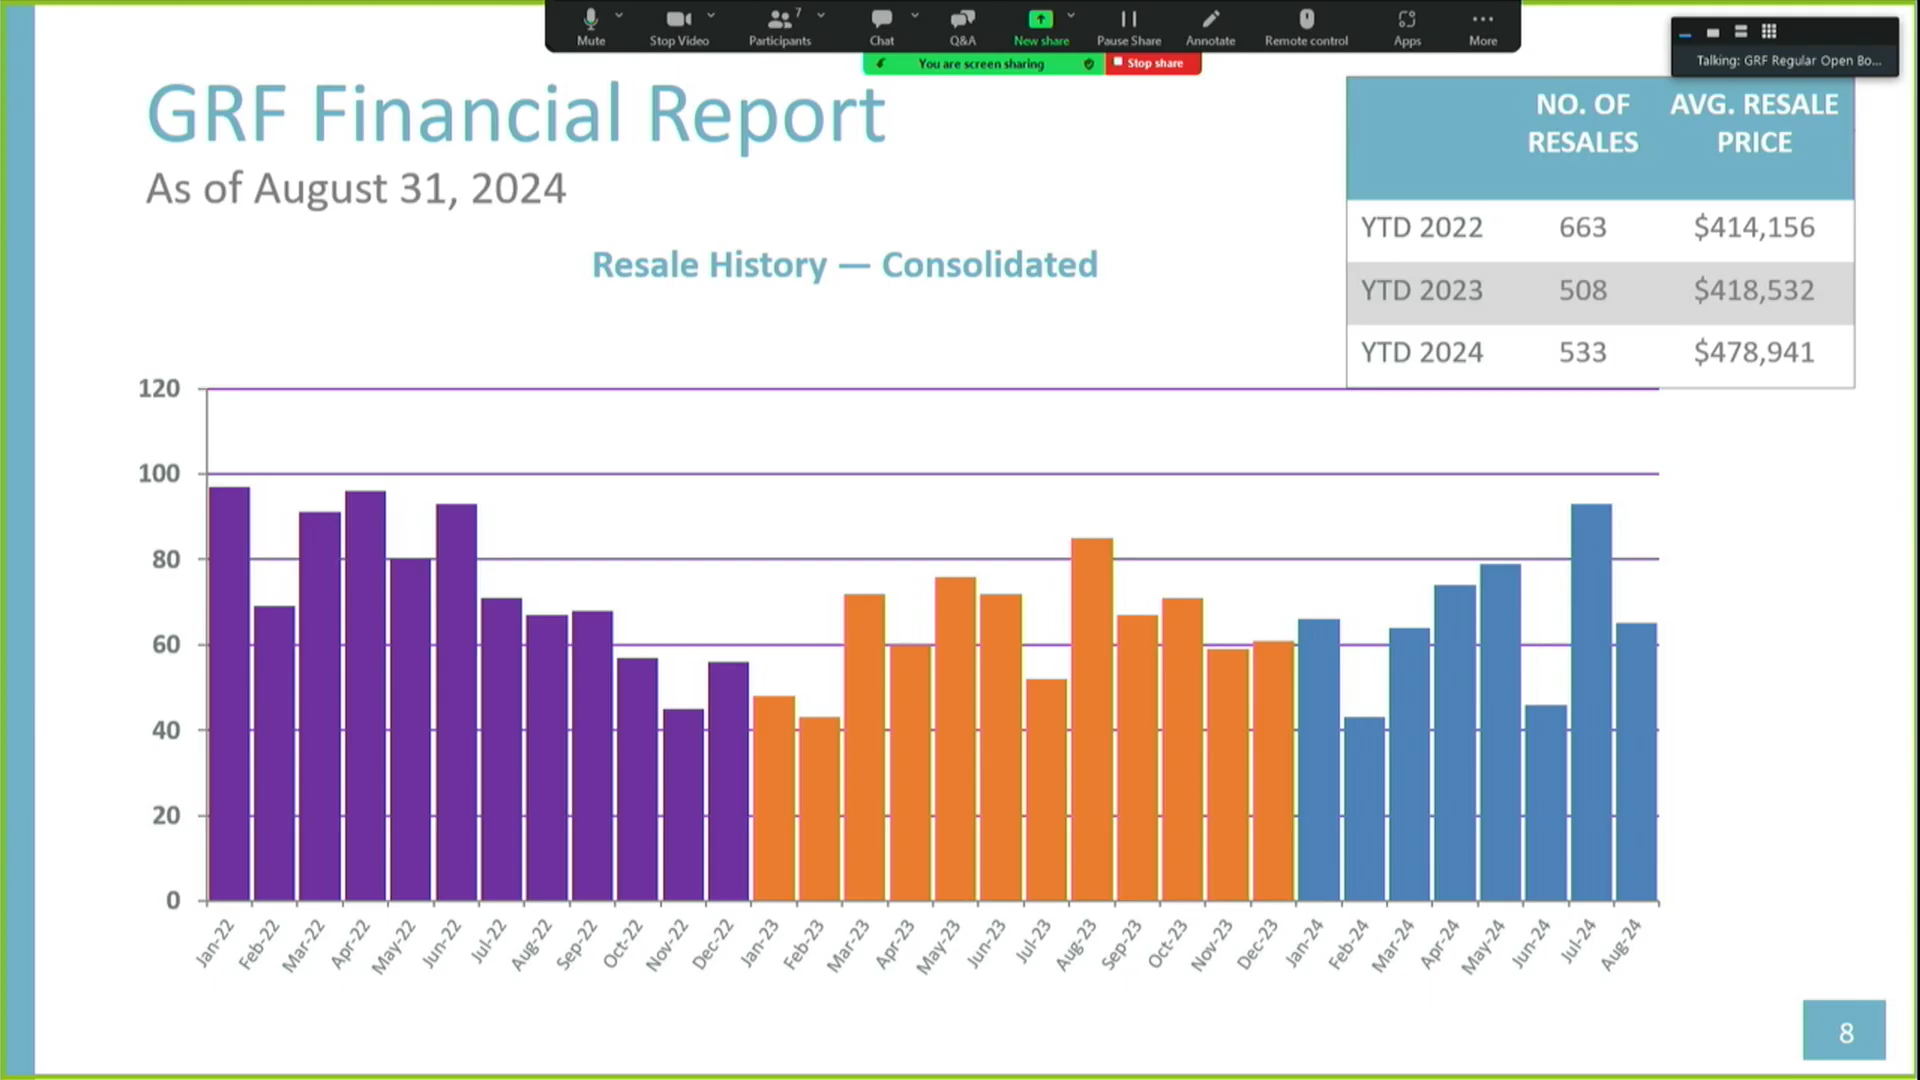 Mute
Stop Video
Participants
7
Chat
Q&A
New share
Pause Share
Annotate
Remote control
Apps
More
You are screen sharing
Stop share
Talking: GRF Regular Open Bo...
GRF Financial Report
As of August 31, 2024
NO. OF RESALES
AVG. RESALE PRICE
YTD 2022 663 $414,156
YTD 2023 508 $418,532
YTD 2024 533 $478,941
Resale History — Consolidated
120
100
80
60
40
20
0
Jan-22
Feb-22
Mar-22
Apr-22
May-22
Jun-22
Jul-22
Aug-22
Sep-22
Oct-22
Nov-22
Dec-22
Jan-23
Feb-23
Mar-23
Apr-23
May-23
Jun-23
Jul-23
Aug-23
Sep-23
Oct-23
Nov-23
Dec-23
Jan-24
Feb-24
Mar-24
Apr-24
May-24
Jun-24
Jul-24
Aug-24
8